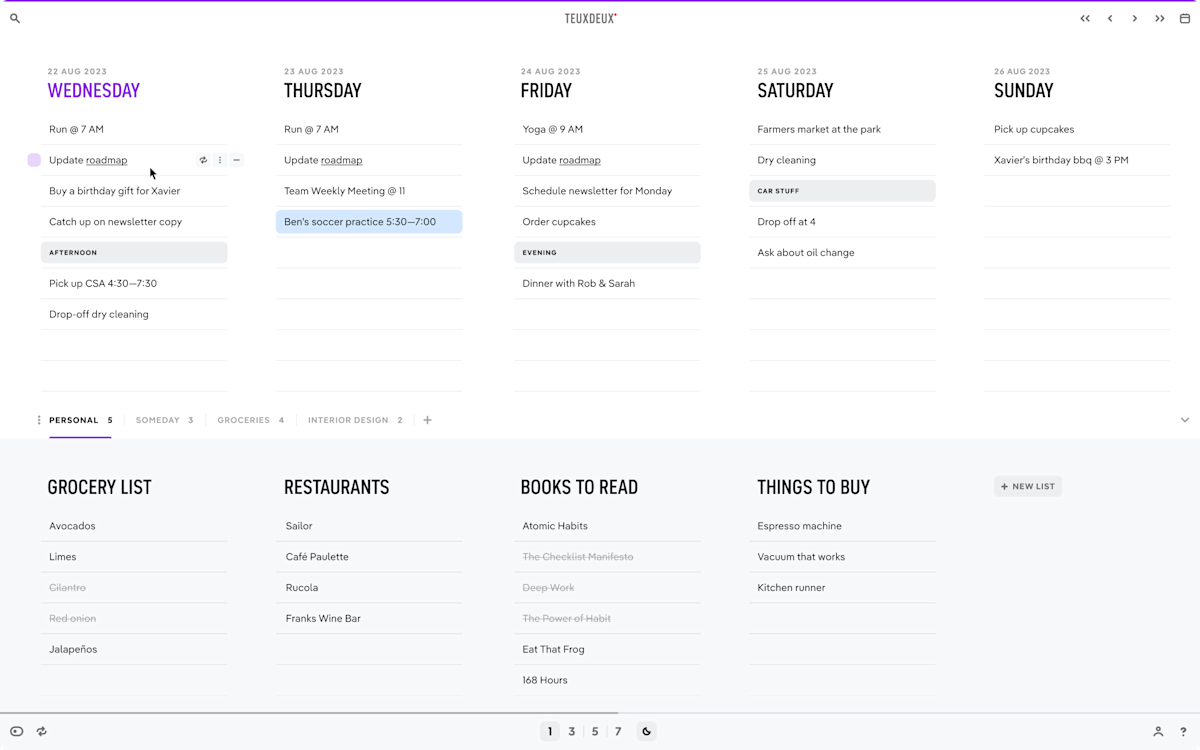 TEUXDEUX
22 AUG 2023
WEDNESDAY
Run @ 7 AM
Update roadmap
Buy a birthday gift for Xavier
Catch up on newsletter copy
AFTERNOON
Pick up CSA 4:30—7:30
Drop-off dry cleaning
23 AUG 2023
THURSDAY
Run @ 7 AM
Update roadmap
Team Weekly Meeting @ 11
Ben's soccer practice 5:30—7:00
24 AUG 2023
FRIDAY
Yoga @ 9 AM
Update roadmap
Schedule newsletter for Monday
Order cupcakes
EVENING
Dinner with Rob & Sarah
25 AUG 2023
SATURDAY
Farmers market at the park
Dry cleaning
CAR STUFF
Drop off at 4
Ask about oil change
26 AUG 2023
SUNDAY
Pick up cupcakes
Xavier's birthday bbq @ 3 PM
PERSONAL 5 SOMEDAY 3 GROCERIES 4 INTERIOR DESIGN 2 +
GROCERY LIST
Avocados
Limes
Cilantro
Red onion
Jalapeños
RESTAURANTS
Sailor
Café Paulette
Rucola
Franks Wine Bar
BOOKS TO READ
Atomic Habits
The Checklist Manifesto
Deep Work
The Power of Habit
Eat That Frog
168 Hours
THINGS TO BUY
Espresso machine
Vacuum that works
Kitchen runner
+ NEW LIST
1 3 5 7 ?